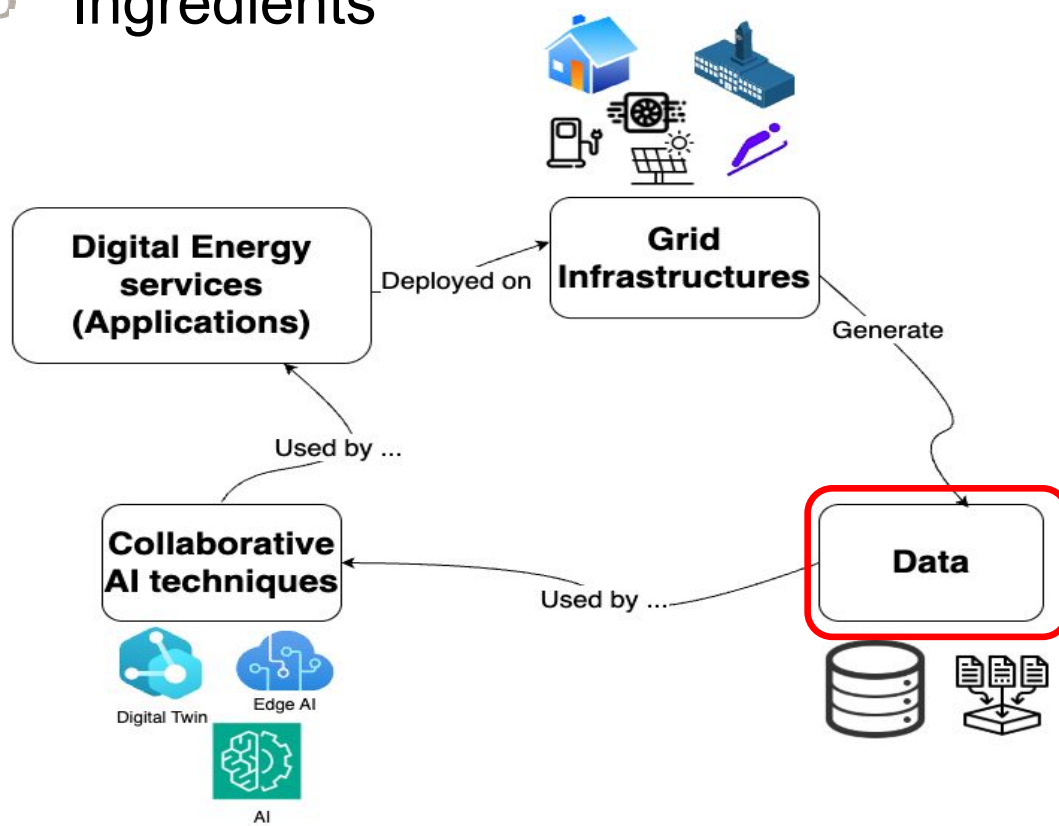 Ingredients
Digital Energy
services
(Applications)
Deployed on
Grid
Infrastructures
Generate
Used by ...
Collaborative
AI techniques
Used by ...
Data
Digital Twin
Edge AI
AI